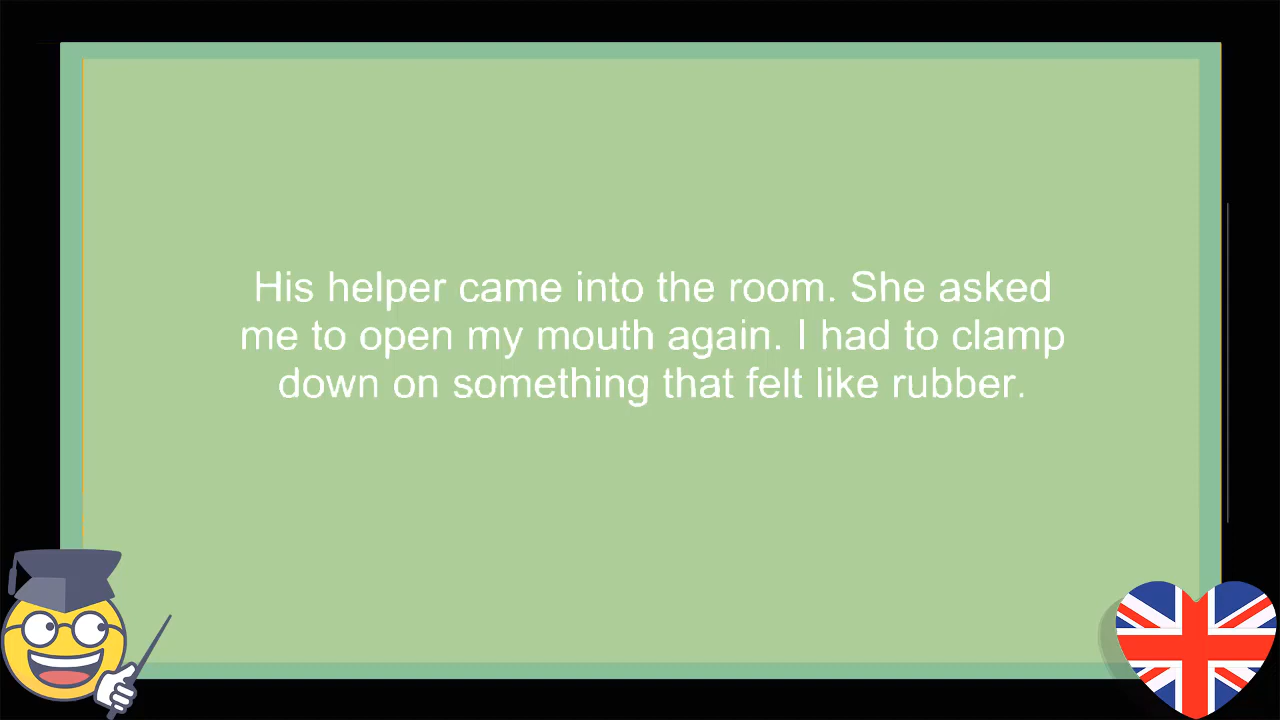 His helper came into the room. She asked
me to open my mouth again. I had to clamp
down on something that felt like rubber.